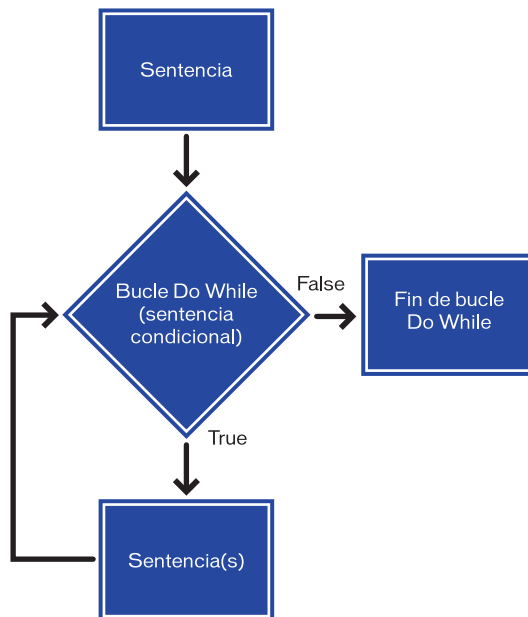 Sentencia
Bucle Do While
(sentencia
condicional)
False
Fin de bucle
Do While
True
Sentencia(s)